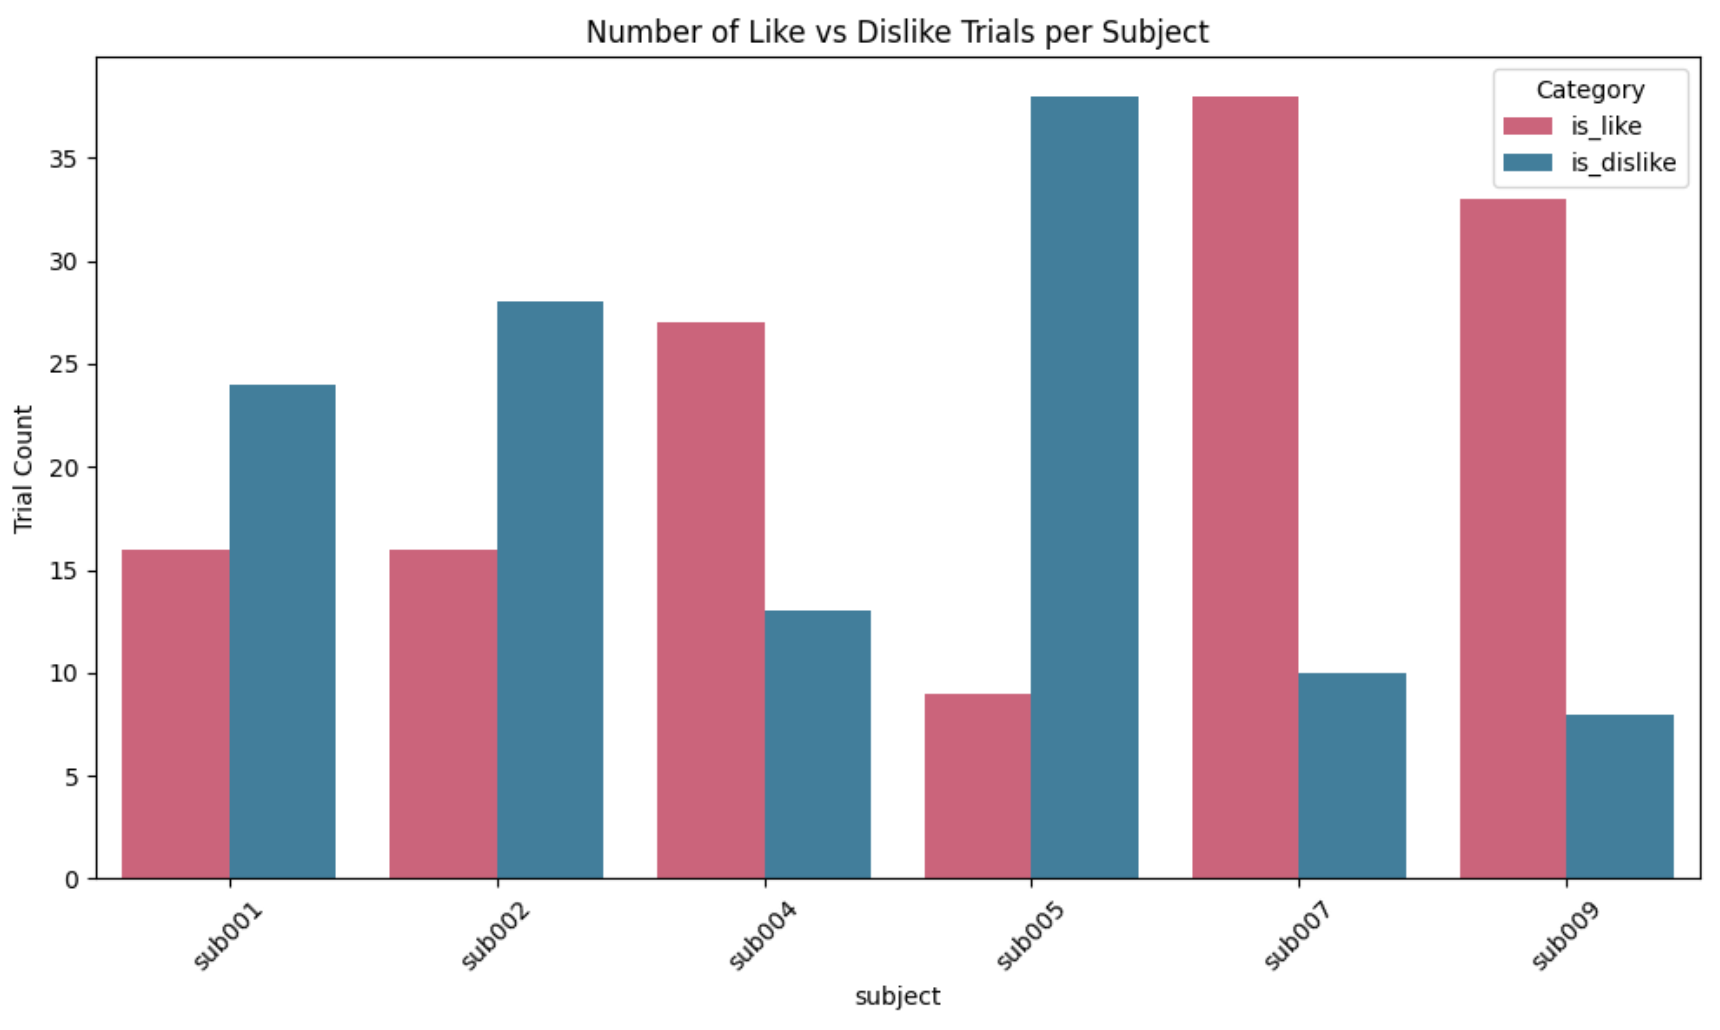 Number of Like vs Dislike Trials per Subject
Category
is_like
is_dislike
Trial Count
35
30
25
20
15
10
5
0
sub001
sub002
sub004
sub005
sub007
sub009
subject